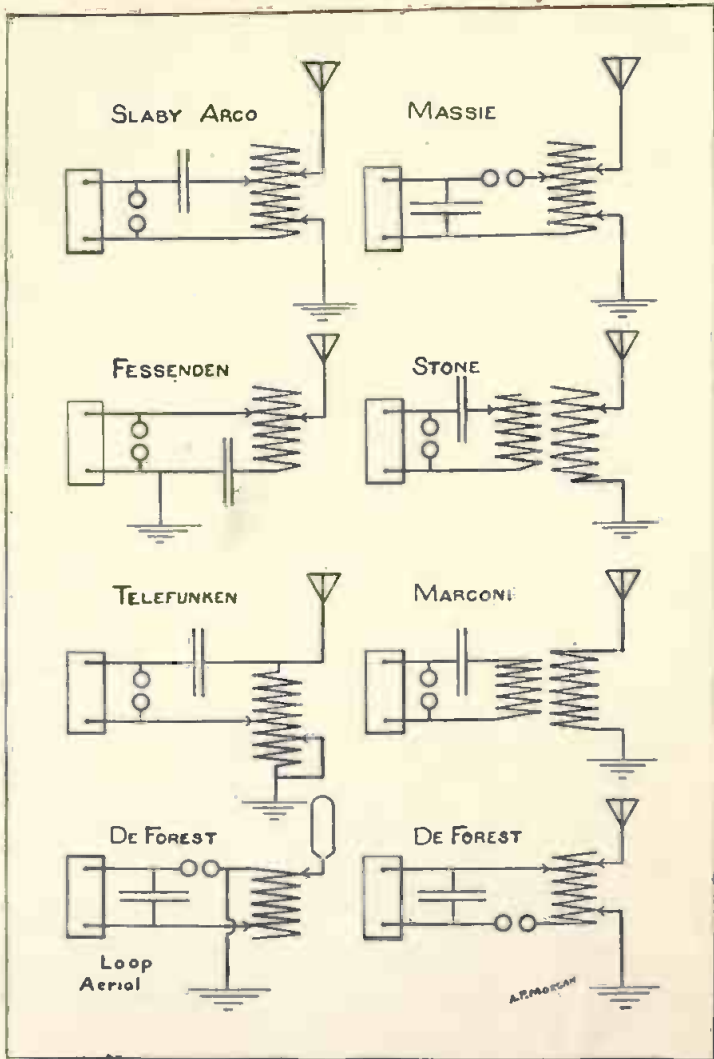 SLABY ARCO
MASSIE
FESSENDEN
STONE
TELEFUNKEN
MARCONI
DE FOREST
Loop
Aerial
DE FOREST
A.P.MORGAN